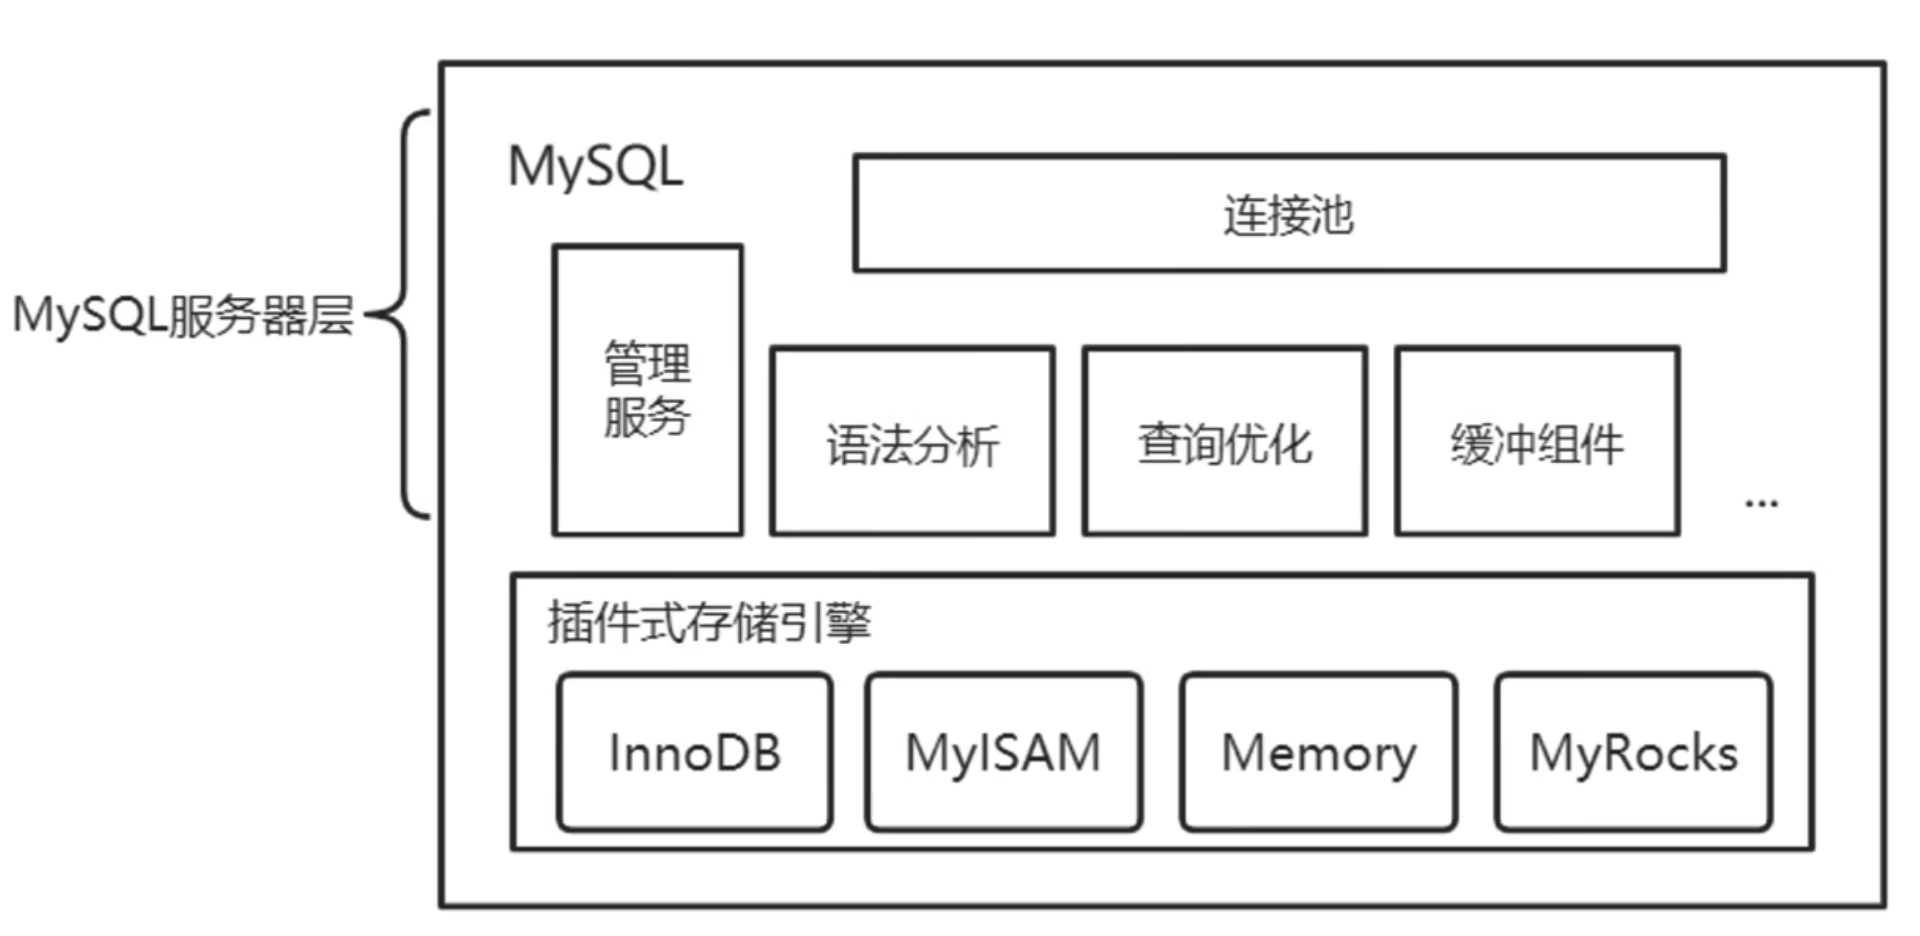 MySQL服务器层
MySQL
连接池
管理
服务
语法分析
查询优化
缓冲组件
...
插件式存储引擎
InnoDB
MyISAM
Memory
MyRocks